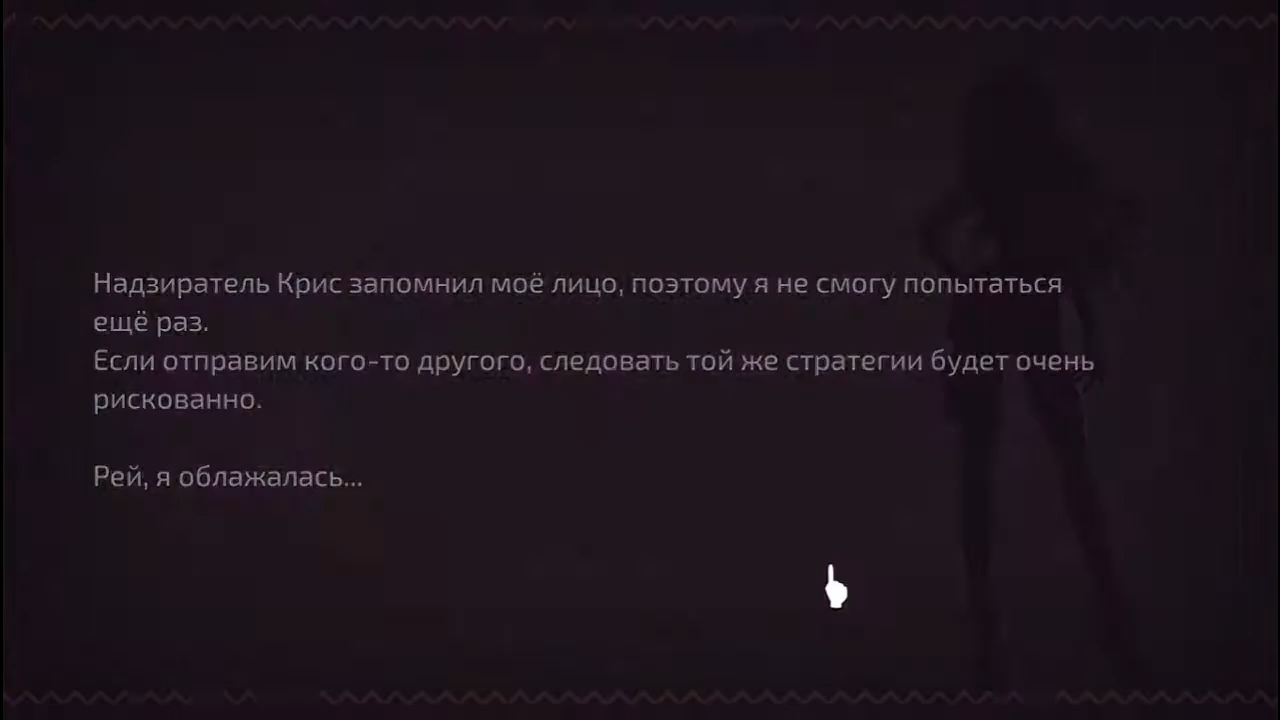 Надзиратель Крис запомнил моё лицо, поэтому я не смогу попытаться
ещё раз.
Если отправим кого-то другого, следовать той же стратегии будет очень
рискованно.
Рей, я облажалась...